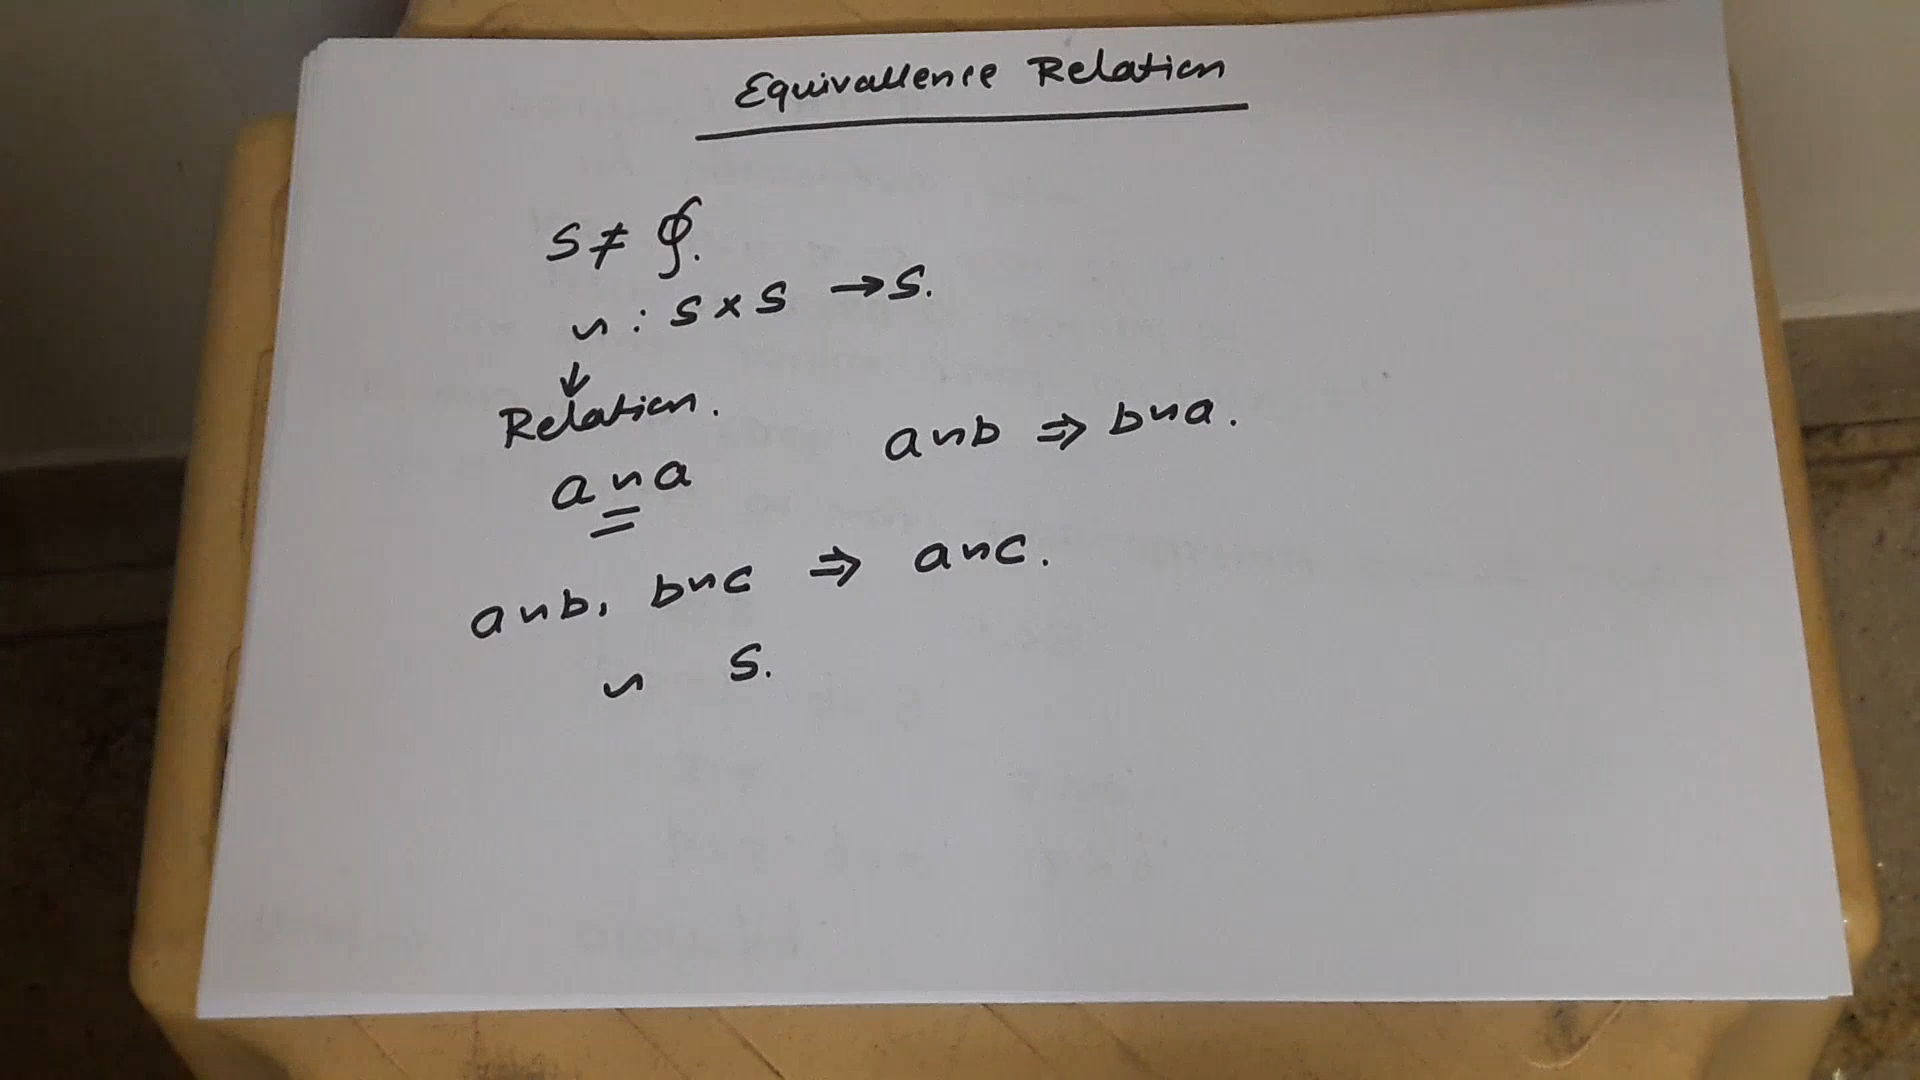 Equivallence Relation
S ≠ φ.
~ : S × S → S.
↓
Relation.
a ~ a
a ~ b ⇒ b ~ a.
a ~ b, b ~ c ⇒ a ~ c.
~ S.